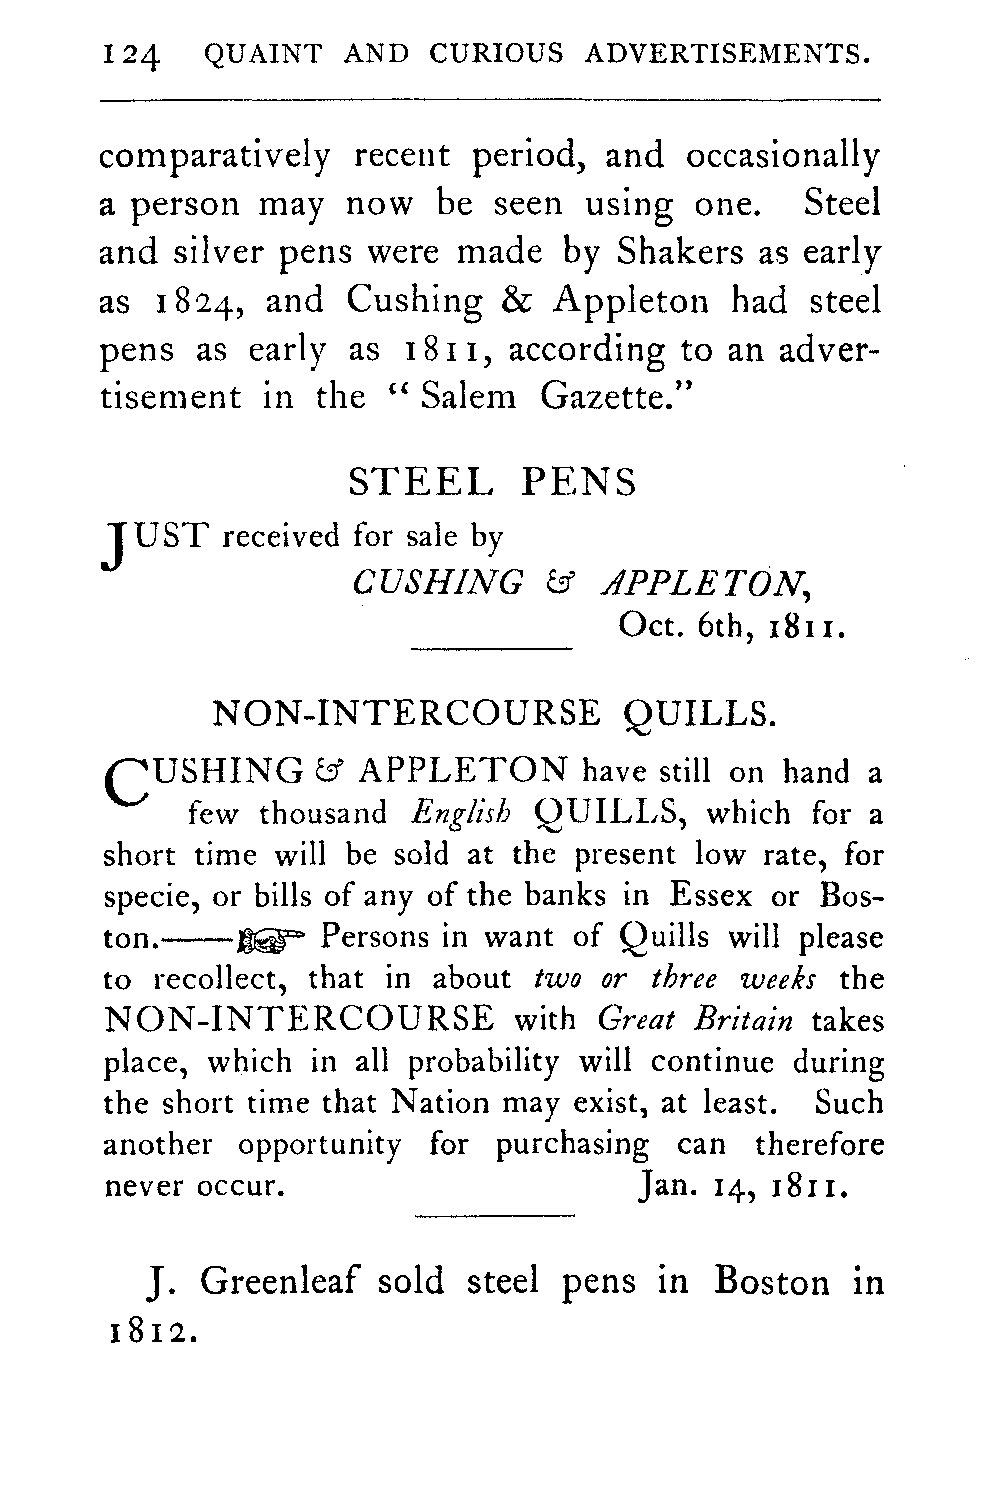 124 QUAINT AND CURIOUS ADVERTISEMENTS.
comparatively recent period, and occasionally
a person may now be seen using one. Steel
and silver pens were made by Shakers as early
as 1824, and Cushing & Appleton had steel
pens as early as 1811, according to an adver-
tisement in the “ Salem Gazette.”
STEEL PENS
JUST received for sale by
CUSHING & APPLETON,
Oct. 6th, 1811.
NON-INTERCOURSE QUILLS.
CUSHING & APPLETON have still on hand a
few thousand English QUILLS, which for a
short time will be sold at the present low rate, for
specie, or bills of any of the banks in Essex or Bos-
ton.——☞ Persons in want of Quills will please
to recollect, that in about two or three weeks the
NON-INTERCOURSE with Great Britain takes
place, which in all probability will continue during
the short time that Nation may exist, at least. Such
another opportunity for purchasing can therefore
never occur. Jan. 14, 1811.
J. Greenleaf sold steel pens in Boston in
1812.